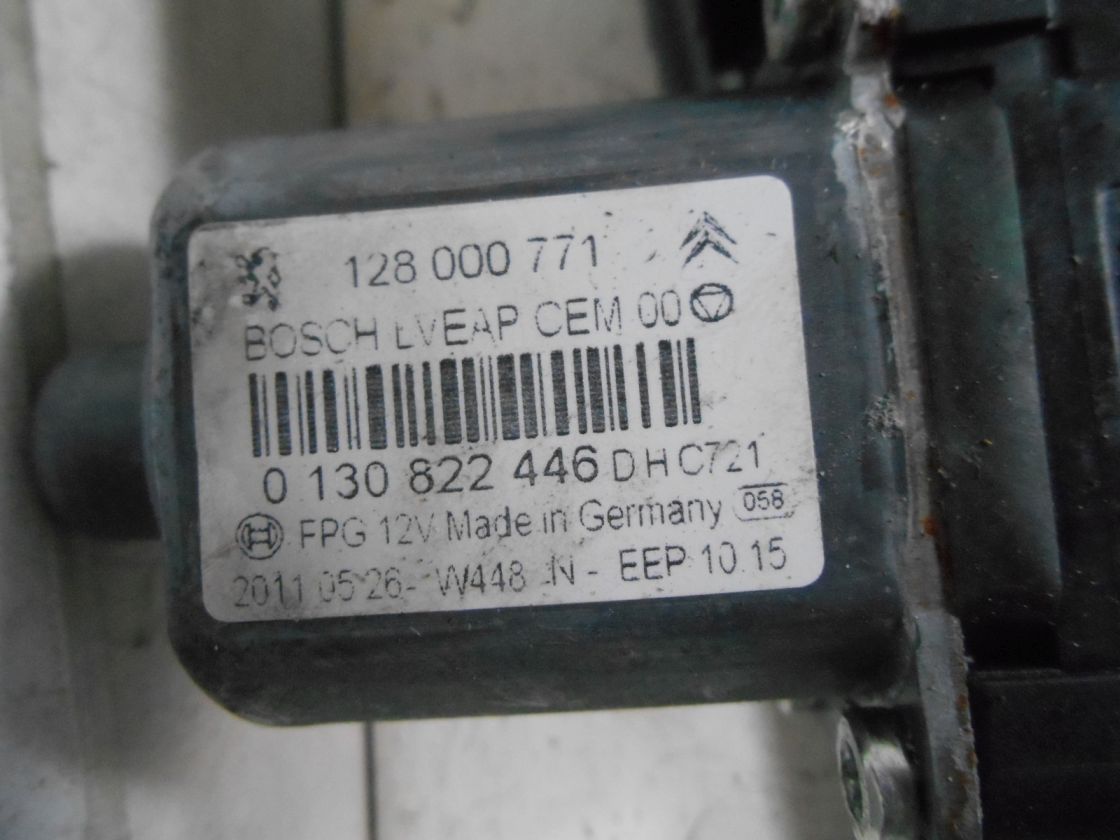 128 000 771
BOSCH LVEAP CEM 00
0 130 822 446 DHC721
FPG 12V Made in Germany 058
2011 05 26- W448 N - EEP 10.15